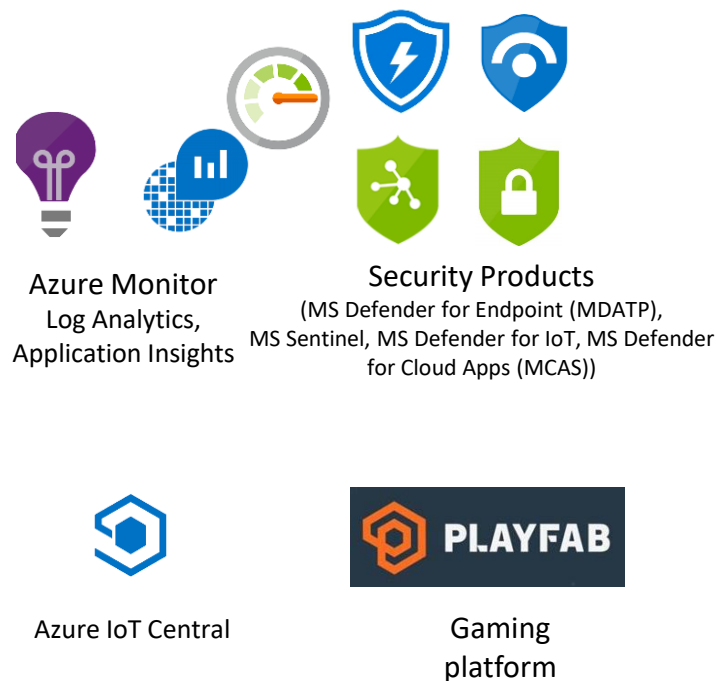 Azure Monitor
Log Analytics,
Application Insights
Security Products
(MS Defender for Endpoint (MDATP),
MS Sentinel, MS Defender for IoT, MS Defender
for Cloud Apps (MCAS))
Azure IoT Central
PLAYFAB
Gaming
platform